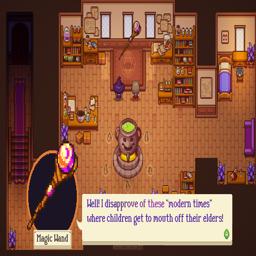 Well! I disapprove of these "modern times"
where children get to mouth off their elders!
Magic Wand